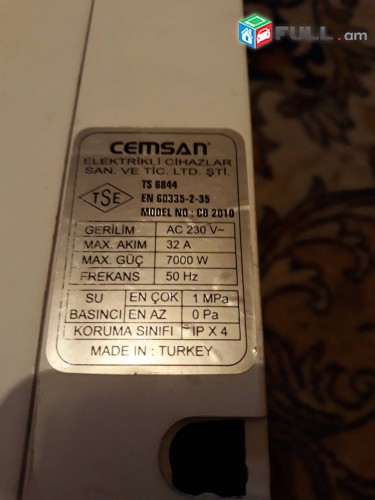 FULL.am
CEMSAN
ELEKTRİKLİ CİHAZLAR
SAN. VE TİC. LTD. ŞTİ.
TSE
TS 6844
EN 60335-2-35
MODEL NO : CB 2010
GERİLİM AC 230 V~
MAX. AKIM 32 A
MAX. GÜÇ 7000 W
FREKANS 50 Hz
SU BASINCI EN ÇOK 1 MPa
EN AZ 0 Pa
KORUMA SINIFI IP X 4
MADE IN : TURKEY